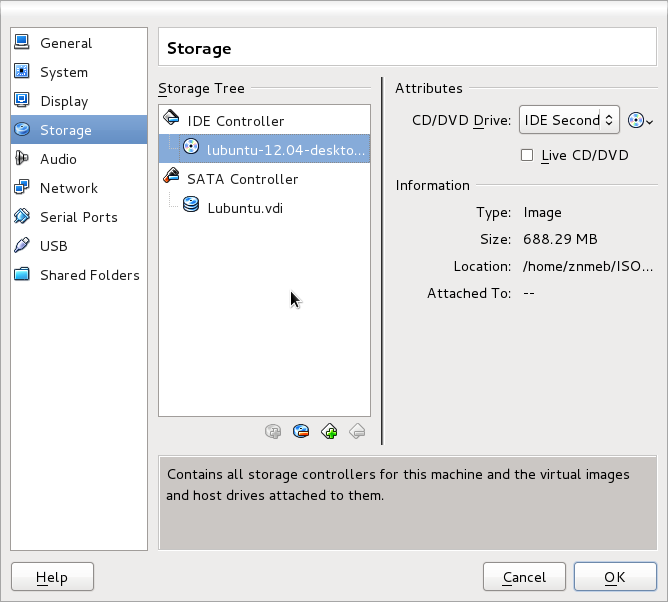 General
System
Display
Storage
Audio
Network
Serial Ports
USB
Shared Folders
Storage
Storage Tree
IDE Controller
lubuntu-12.04-deskto...
SATA Controller
Lubuntu.vdi
Attributes
CD/DVD Drive: IDE Second
Live CD/DVD
Information
Type: Image
Size: 688.29 MB
Location: /home/znmeb/ISO...
Attached To: --
Contains all storage controllers for this machine and the virtual images
and host drives attached to them.
Help
Cancel
OK